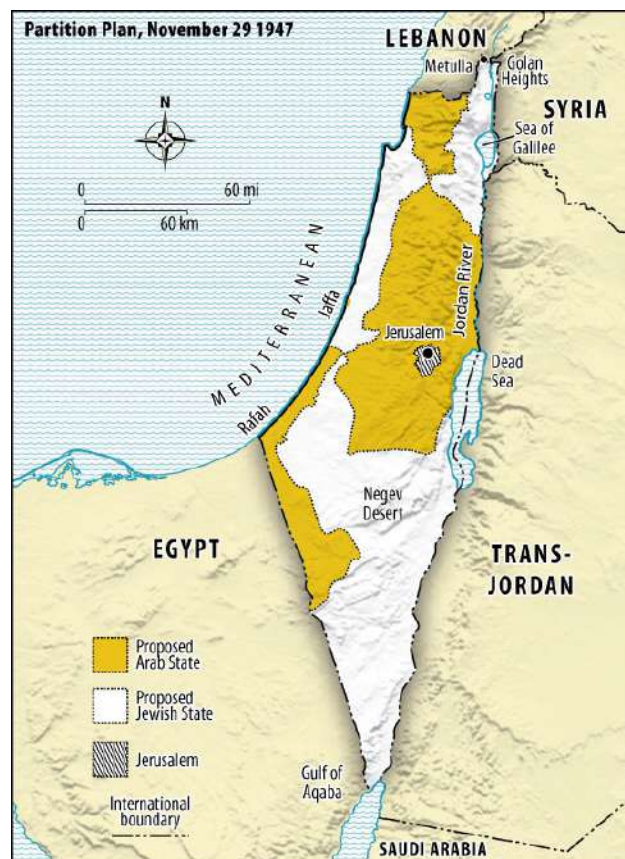 Partition Plan, November 29 1947
LEBANON
Metulla
Golan
Heights
SYRIA
Sea of
Galilee
N
0 60 mi
0 60 km
MEDITERRANEAN
Jaffa
Jordan River
Jerusalem
Dead
Sea
Rafah
Negev
Desert
EGYPT
TRANS-
JORDAN
Proposed
Arab State
Proposed
Jewish State
Jerusalem
Gulf of
Aqaba
International
boundary
SAUDI ARABIA